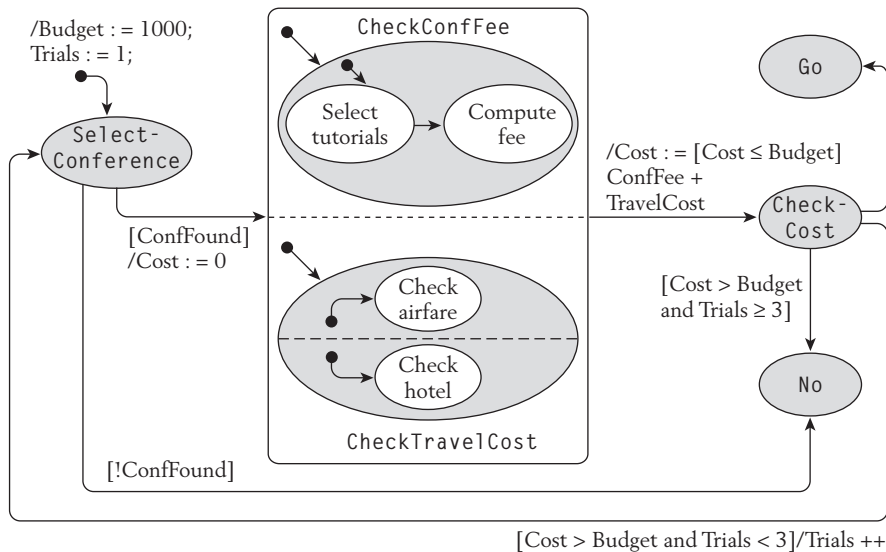 /Budget : = 1000;
Trials : = 1;
CheckConfFee
Go
Select-
Conference
Select
tutorials
Compute
fee
/Cost : = [Cost ≤ Budget]
ConfFee +
TravelCost
Check-
Cost
[ConfFound]
/Cost : = 0
Check
airfare
[Cost > Budget
and Trials ≥ 3]
Check
hotel
No
CheckTravelCost
[!ConfFound]
[Cost > Budget and Trials < 3]/Trials ++